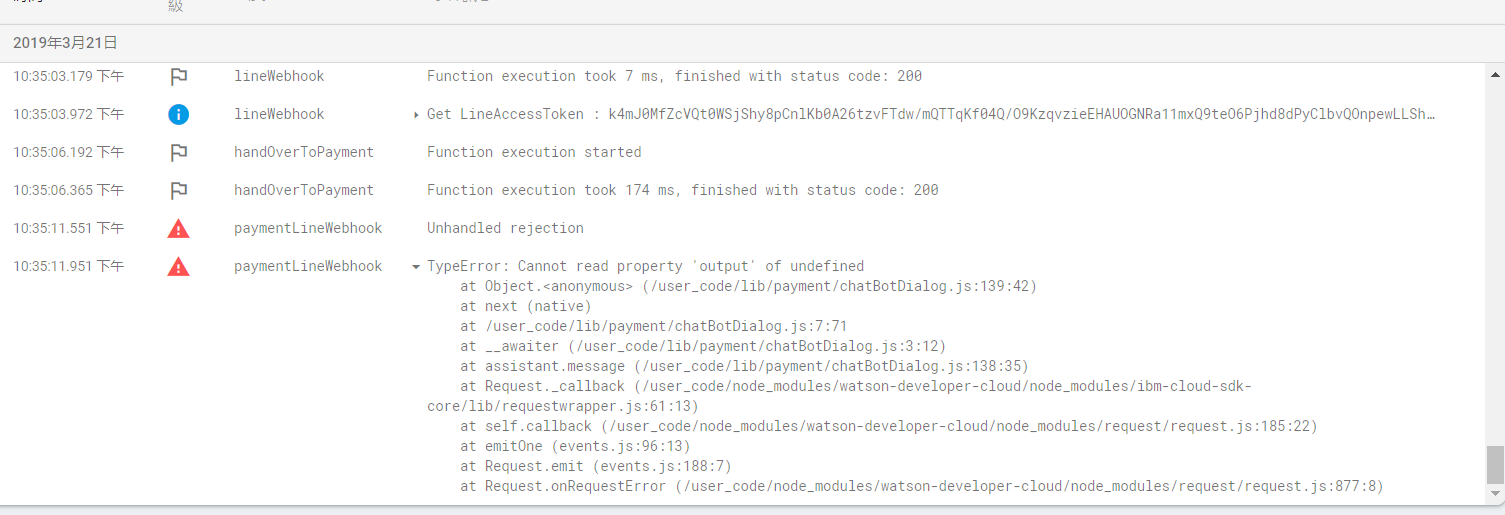 級
2019年3月21日
10:35:03.179 下午 lineWebhook Function execution took 7 ms, finished with status code: 200
10:35:03.972 下午 lineWebhook Get LineAccessToken : k4mJ0MfZcVQt0WSjShy8pCnlKb0A26tzvFTdw/mQTTqKf04Q/O9KzqvzieEHAUOGNRa11mxQ9teO6Pjhd8dPyClbvQOnpewLLSh…
10:35:06.192 下午 handOverToPayment Function execution started
10:35:06.365 下午 handOverToPayment Function execution took 174 ms, finished with status code: 200
10:35:11.551 下午 paymentLineWebhook Unhandled rejection
10:35:11.951 下午 paymentLineWebhook TypeError: Cannot read property 'output' of undefined
at Object.<anonymous> (/user_code/lib/payment/chatBotDialog.js:139:42)
at next (native)
at /user_code/lib/payment/chatBotDialog.js:7:71
at __awaiter (/user_code/lib/payment/chatBotDialog.js:3:12)
at assistant.message (/user_code/lib/payment/chatBotDialog.js:138:35)
at Request._callback (/user_code/node_modules/watson-developer-cloud/node_modules/ibm-cloud-sdk-
core/lib/requestwrapper.js:61:13)
at self.callback (/user_code/node_modules/watson-developer-cloud/node_modules/request/request.js:185:22)
at emitOne (events.js:96:13)
at Request.emit (events.js:188:7)
at Request.onRequestError (/user_code/node_modules/watson-developer-cloud/node_modules/request/request.js:877:8)